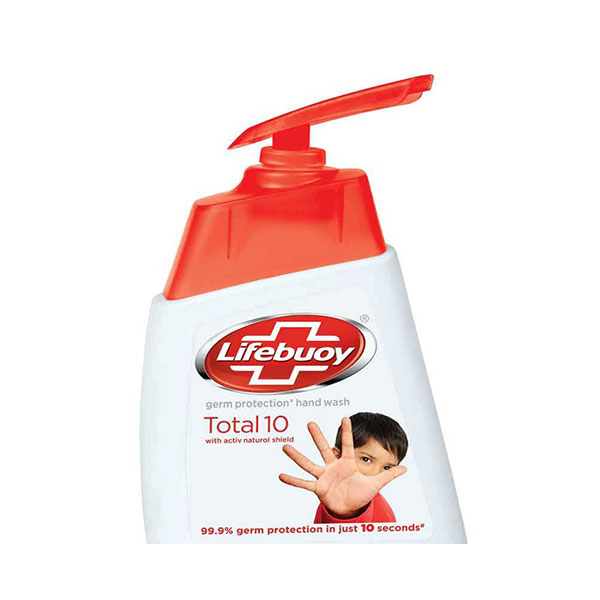 Lifebuoy®
germ protection* hand wash
Total 10
with activ naturol shield
99.9% germ protection in just 10 seconds#